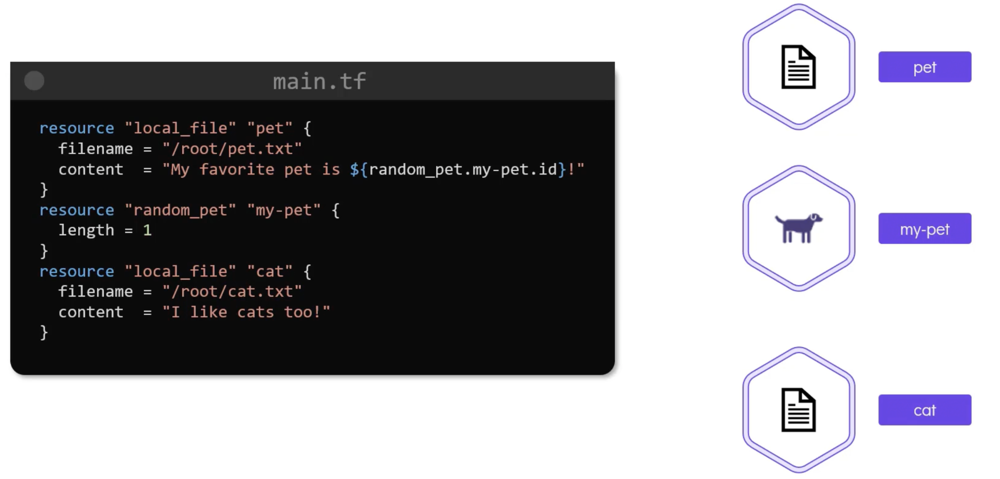 main.tf
resource "local_file" "pet" {
  filename = "/root/pet.txt"
  content  = "My favorite pet is ${random_pet.my-pet.id}!"
}
resource "random_pet" "my-pet" {
  length = 1
}
resource "local_file" "cat" {
  filename = "/root/cat.txt"
  content  = "I like cats too!"
}
pet
my-pet
cat